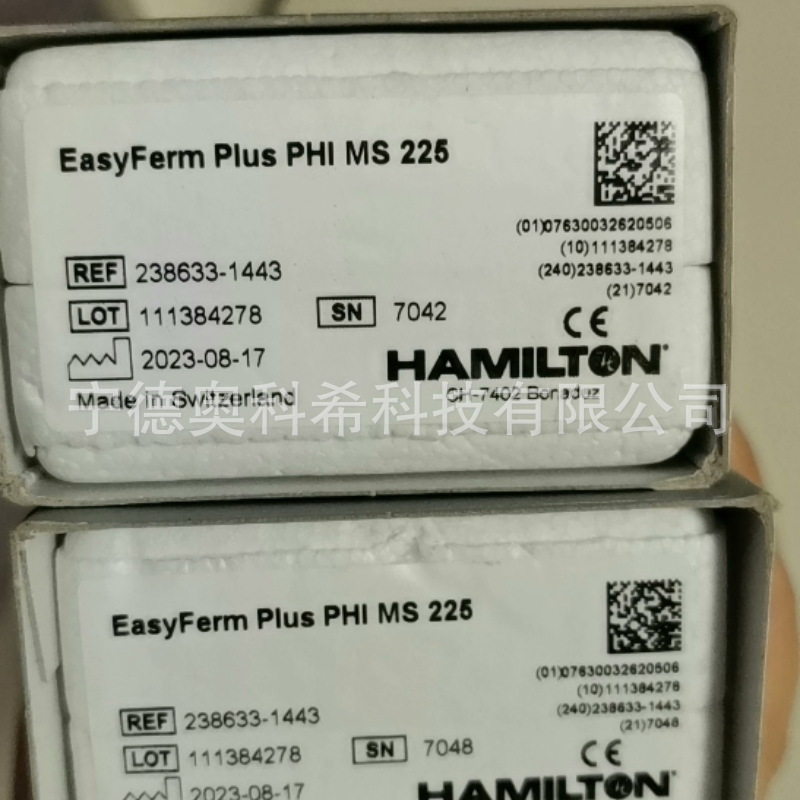 EasyFerm Plus PHI MS 225
(01)07630032620506
(10)111384278
(240)238633-1443
(21)7042
REF 238633-1443
LOT 111384278 SN 7042
2023-08-17
CE
HAMILTON
Made in Switzerland
CH-7402 Bonaduz
宁德奥科希科技有限公司
EasyFerm Plus PHI MS 225
(01)07630032620506
(10)111384278
(240)238633-1443
(21)7048
REF 238633-1443
LOT 111384278 SN 7048
2023-08-17
CE
HAMILTON